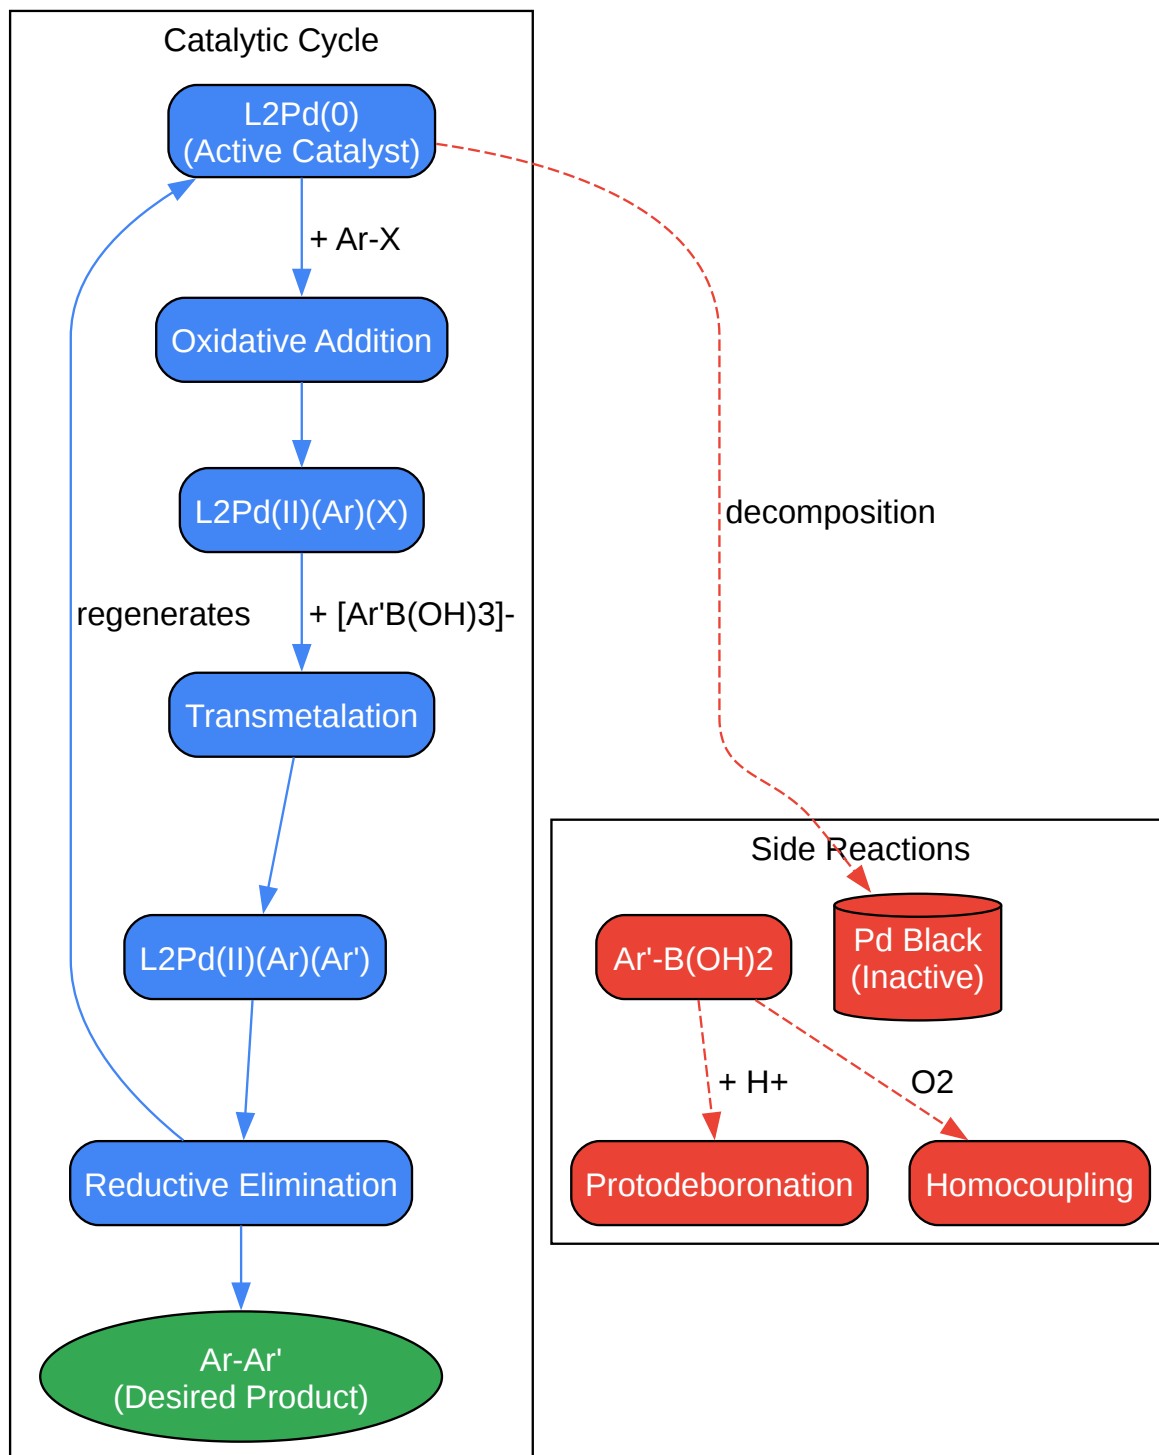 Catalytic Cycle
L2Pd(0)
(Active Catalyst)
+ Ar-X
Oxidative Addition
L2Pd(II)(Ar)(X)
decomposition
regenerates
+ [Ar'B(OH)3]-
Transmetalation
Side Reactions
L2Pd(II)(Ar)(Ar')
Ar'-B(OH)2
Pd Black
(Inactive)
+ H+
O2
Reductive Elimination
Protodeboronation
Homocoupling
Ar-Ar'
(Desired Product)